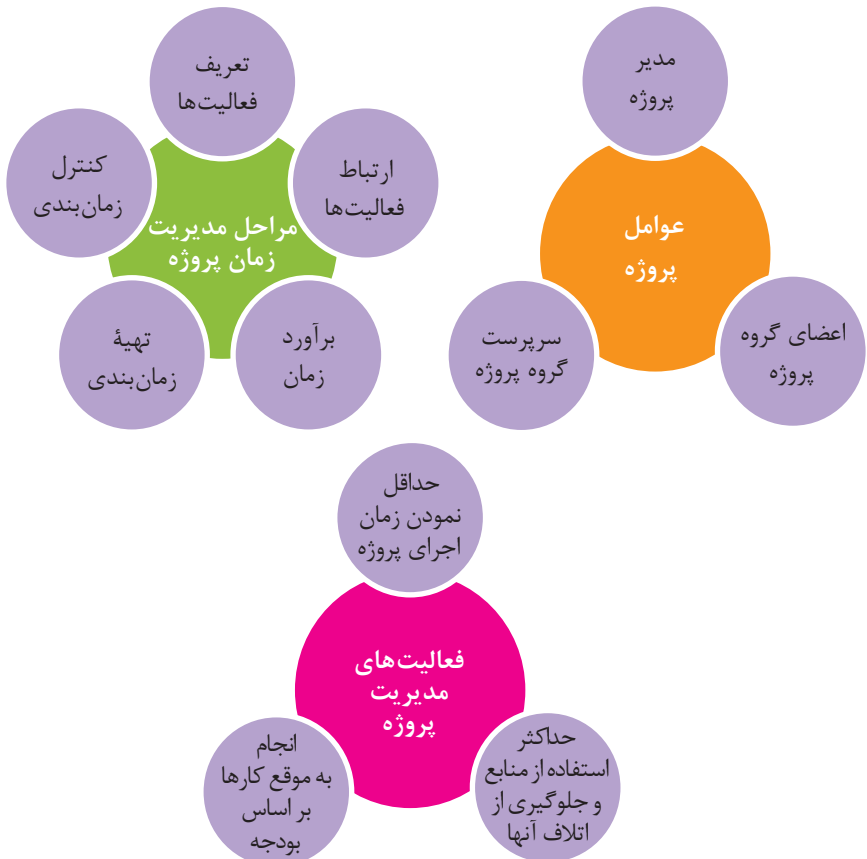 مدیر
پروژه
عوامل
پروژه
اعضای گروه
پروژه
سرپرست
گروه پروژه
تعریف
فعالیت‌ها
ارتباط
فعالیت‌ها
برآورد
زمان
تهیهٔ
زمان‌بندی
کنترل
زمان‌بندی
مراحل مدیریت
زمان پروژه
حداقل
نمودن زمان
اجرای پروژه
فعالیت‌های
مدیریت
پروژه
حداکثر
استفاده از منابع
و جلوگیری از
اتلاف آنها
انجام
به موقع کارها
بر اساس
بودجه